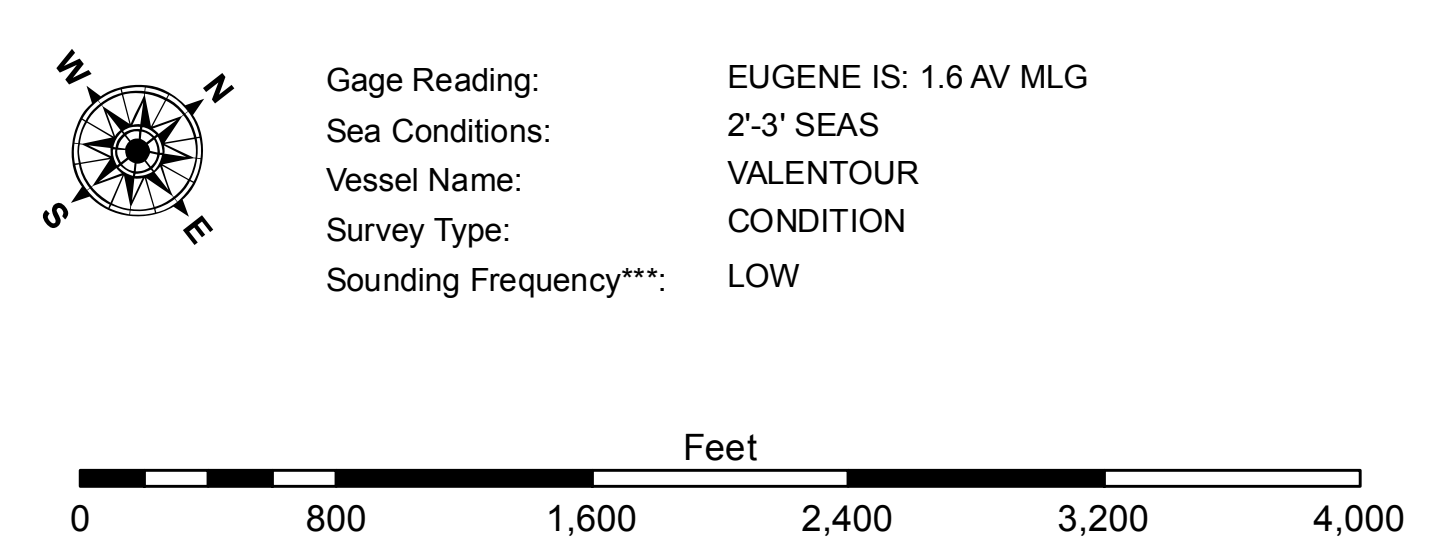 W
N
S
E
Gage Reading: EUGENE IS: 1.6 AV MLG
Sea Conditions: 2'-3' SEAS
Vessel Name: VALENTOUR
Survey Type: CONDITION
Sounding Frequency***: LOW
Feet
0 800 1,600 2,400 3,200 4,000